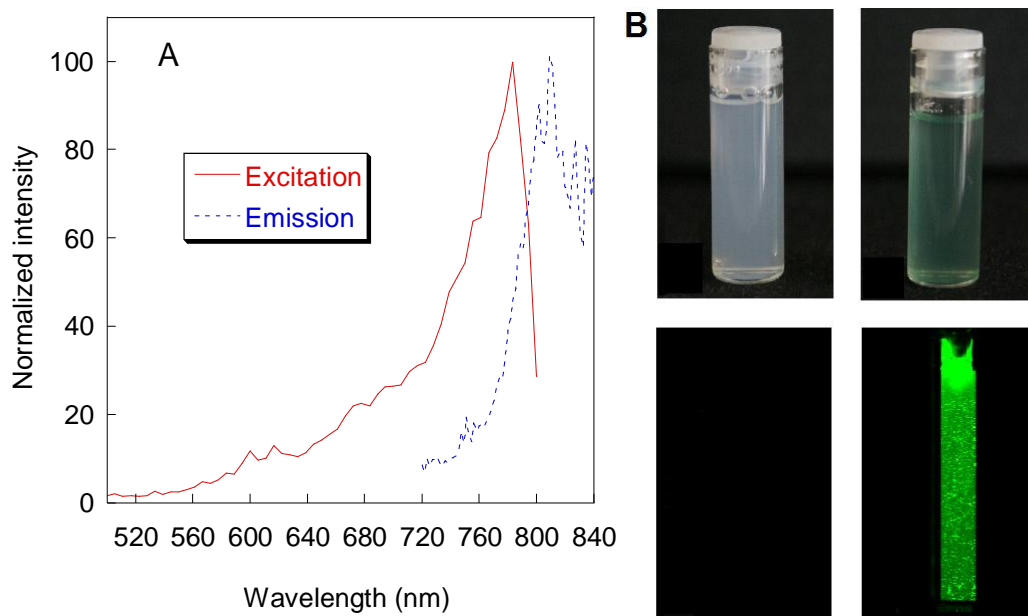 A
B
100
80
60
40
20
0
Normalized intensity
Excitation
Emission
520 560 600 640 680 720 760 800 840
Wavelength (nm)